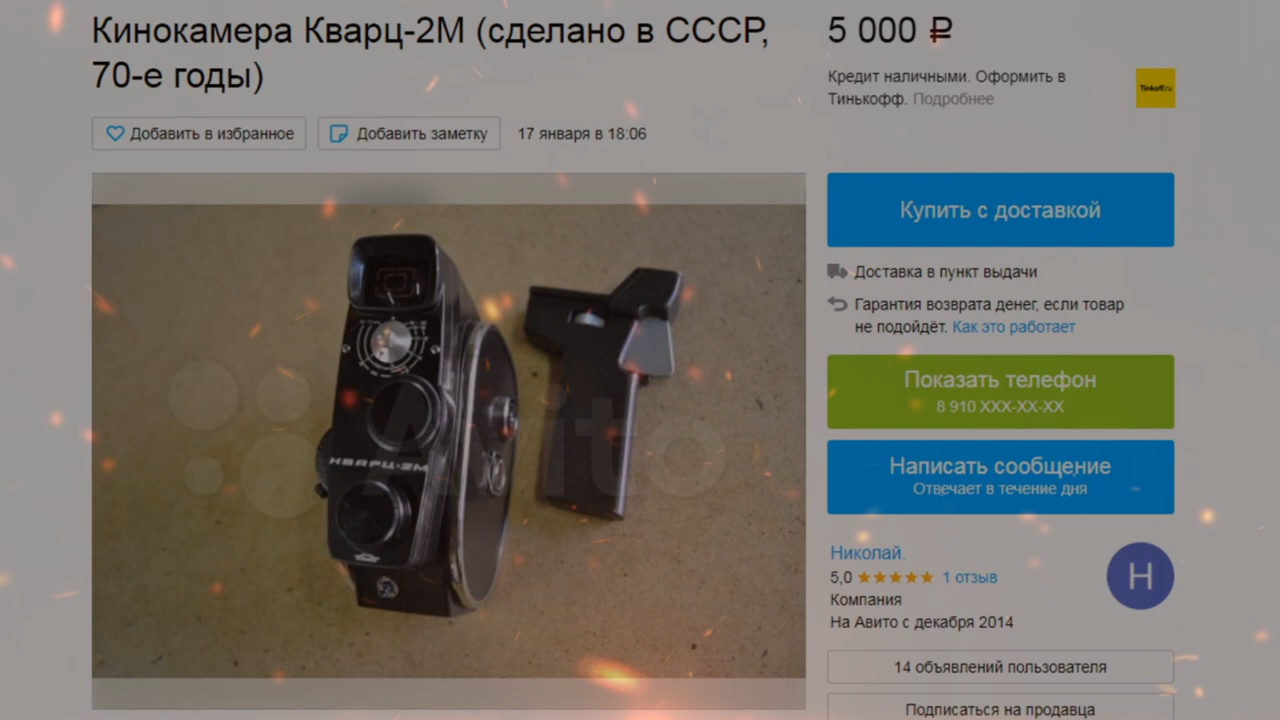 Кинокамера Кварц-2М (сделано в СССР,
70-е годы)
Добавить в избранное
Добавить заметку
17 января в 18:06
5 000 ₽
Кредит наличными. Оформить в
Тинькофф. Подробнее
Tinkoff.ru
Купить с доставкой
Доставка в пункт выдачи
Гарантия возврата денег, если товар
не подойдёт. Как это работает
Показать телефон
8 910 XXX-XX-XX
Написать сообщение
Отвечает в течение дня
Николай.
5,0 1 отзыв
Компания
На Авито с декабря 2014
Н
14 объявлений пользователя
Подписаться на продавца
КВАРЦ-2М
Avito